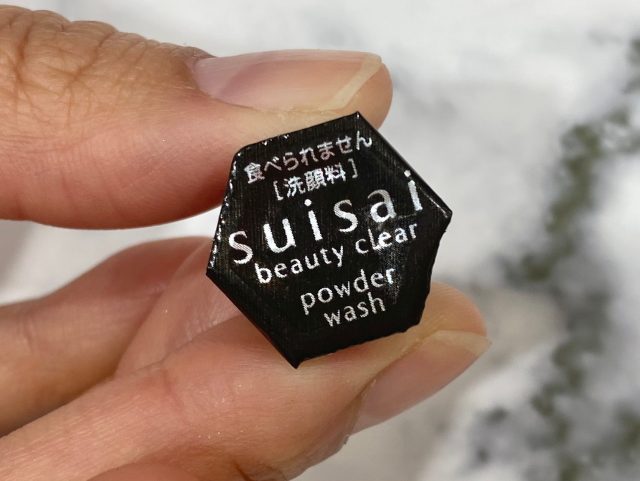 食べられません
[洗顔料]
suisai
beauty clear
powder
wash